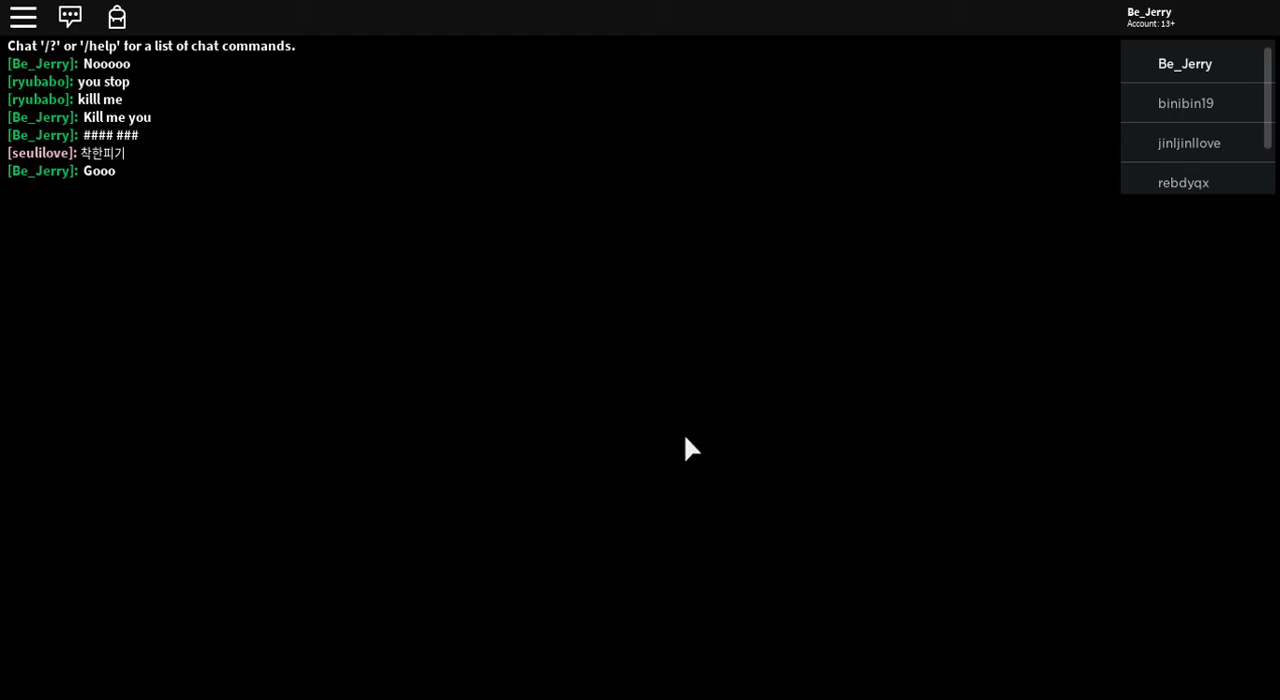 Be_Jerry
Account: 13+
Chat '/?' or '/help' for a list of chat commands.
[Be_Jerry]: Nooooo
[ryubabo]: you stop
[ryubabo]: killl me
[Be_Jerry]: Kill me you
[Be_Jerry]: #### ###
[seulilove]: 착한피기
[Be_Jerry]: Gooo
Be_Jerry
binibin19
jinljinllove
rebdyqx